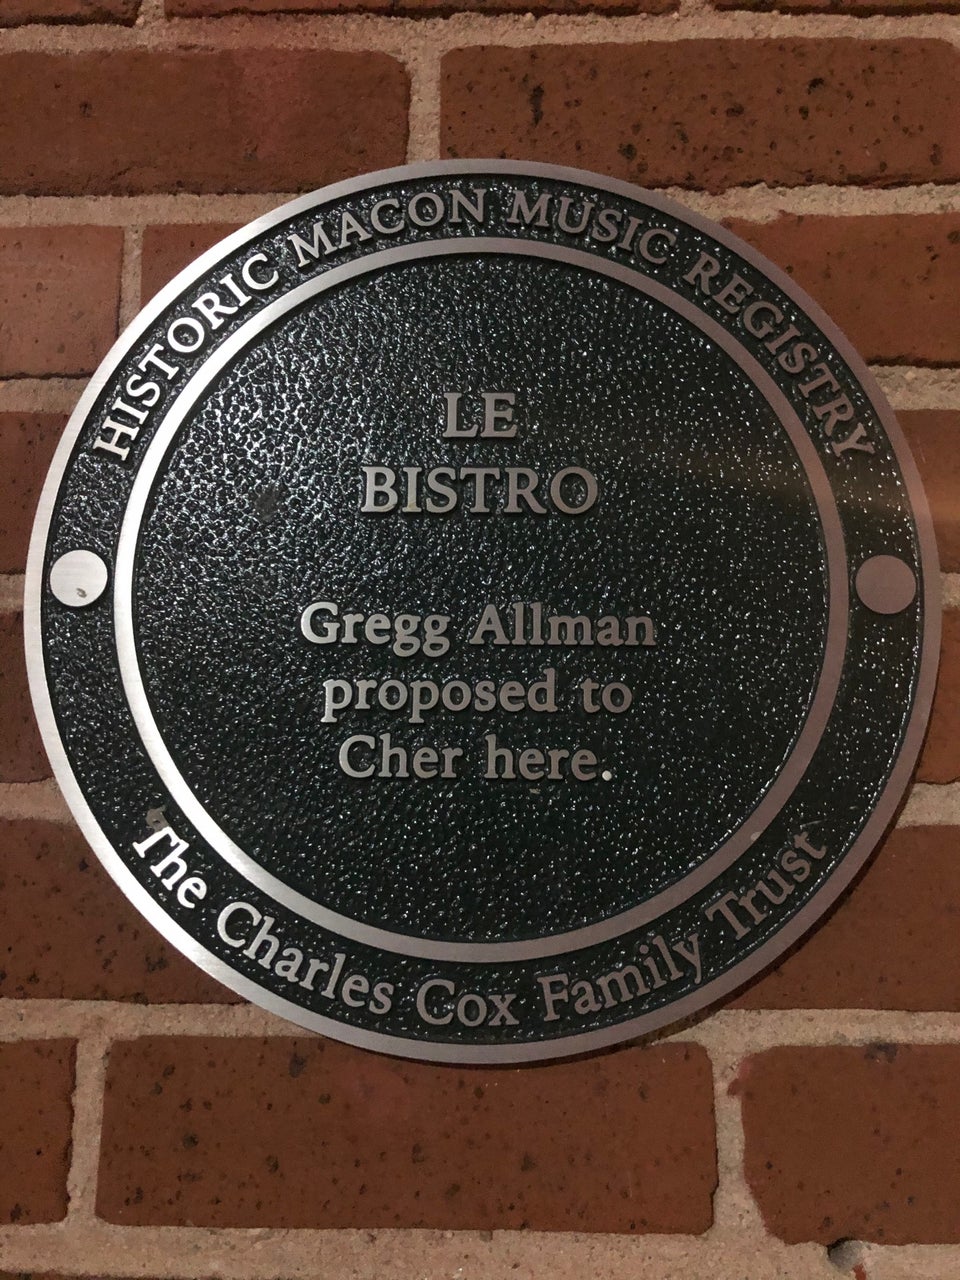 HISTORIC MACON MUSIC REGISTRY
LE
BISTRO
Gregg Allman
proposed to
Cher here.
The Charles Cox Family Trust